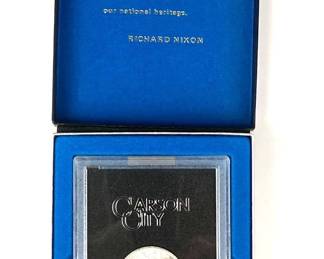 our national heritage.
RICHARD NIXON
CARSON
CITY